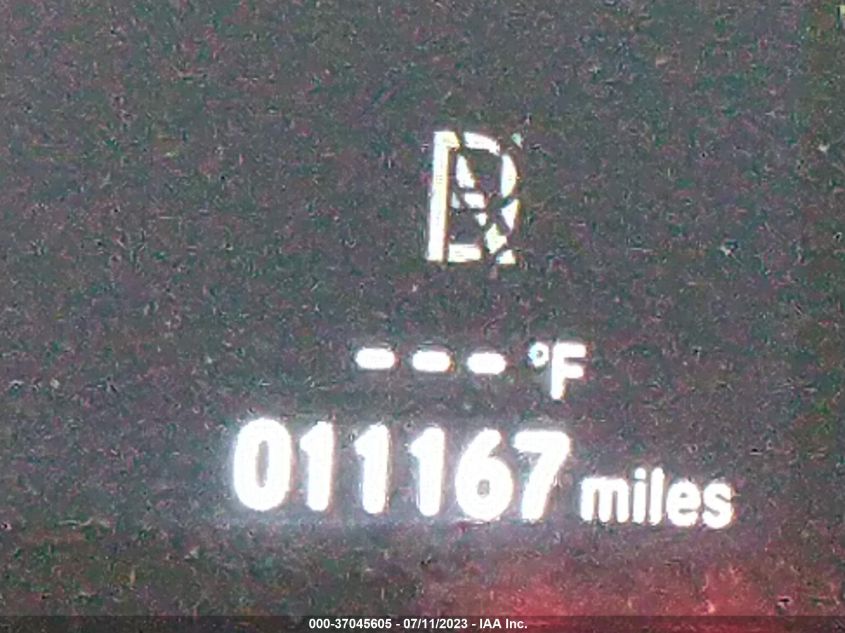 --- °F
011167 miles
000-37045605 - 07/11/2023 - IAA Inc.